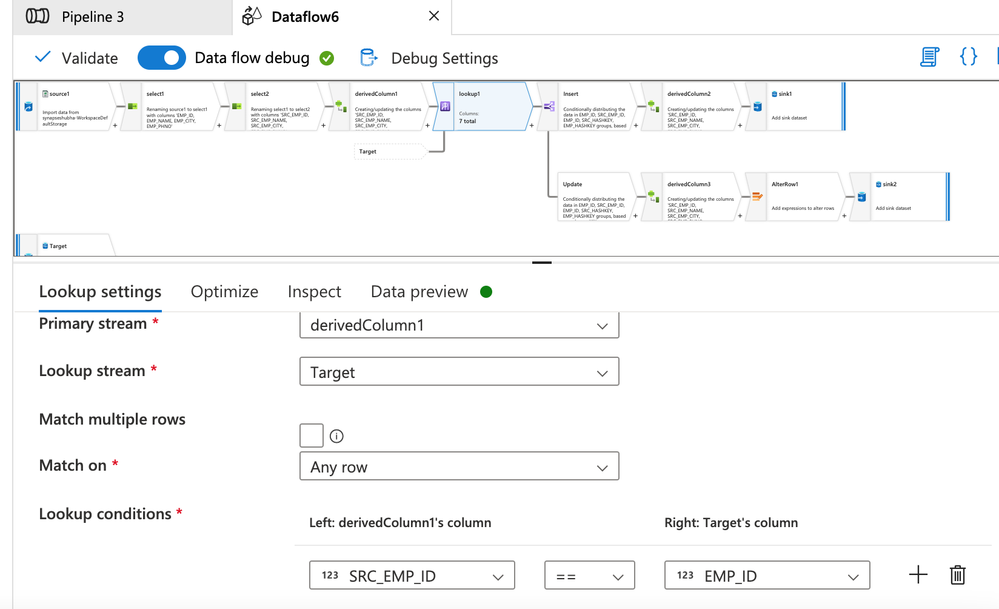 Pipeline 3
Dataflow6
Validate
Data flow debug
Debug Settings
source1
Import data from
synapseshubha-WorkspaceDef
aultStorage
+
select1
Renaming source1 to select1
with columns 'EMP_ID,
EMP_NAME, EMP_CITY,
EMP_PHNO'
+
select2
Renaming select1 to select2
with columns 'SRC_EMP_ID,
SRC_EMP_NAME,
SRC_EMP_CITY,
+
derivedColumn1
Creating/updating the columns
'SRC_EMP_ID,
SRC_EMP_NAME,
SRC_EMP_CITY,
+
lookup1
Columns:
7 total
+
Insert
Conditionally distributing the
data in EMP_ID, SRC_EMP_ID,
EMP_ID, SRC_HASHKEY,
EMP_HASHKEY groups, based
+
derivedColumn2
Creating/updating the columns
'SRC_EMP_ID,
SRC_EMP_NAME,
SRC_EMP_CITY,
+
sink1
Add sink dataset
Target
Update
Conditionally distributing the
data in EMP_ID, SRC_EMP_ID,
EMP_ID, SRC_HASHKEY,
EMP_HASHKEY groups, based
+
derivedColumn3
Creating/updating the columns
'SRC_EMP_ID,
SRC_EMP_NAME,
SRC_EMP_CITY,
+
AlterRow1
Add expressions to alter rows
+
sink2
Add sink dataset
Target
Lookup settings
Optimize
Inspect
Data preview
Primary stream *
derivedColumn1
Lookup stream *
Target
Match multiple rows
Match on *
Any row
Lookup conditions *
Left: derivedColumn1's column
Right: Target's column
123 SRC_EMP_ID
==
123 EMP_ID